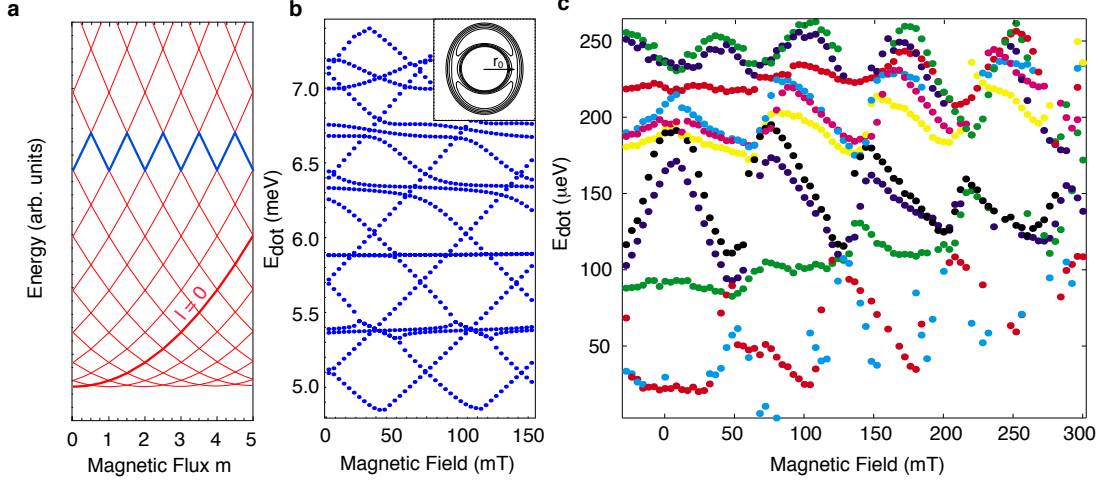 a
Energy (arb. units)
l = 0
0 1 2 3 4 5
Magnetic Flux m
b
r0
Edot (meV)
7.0
6.5
6.0
5.5
5.0
0 50 100 150
Magnetic Field (mT)
c
Edot (μeV)
250
200
150
100
50
0 50 100 150 200 250 300
Magnetic Field (mT)